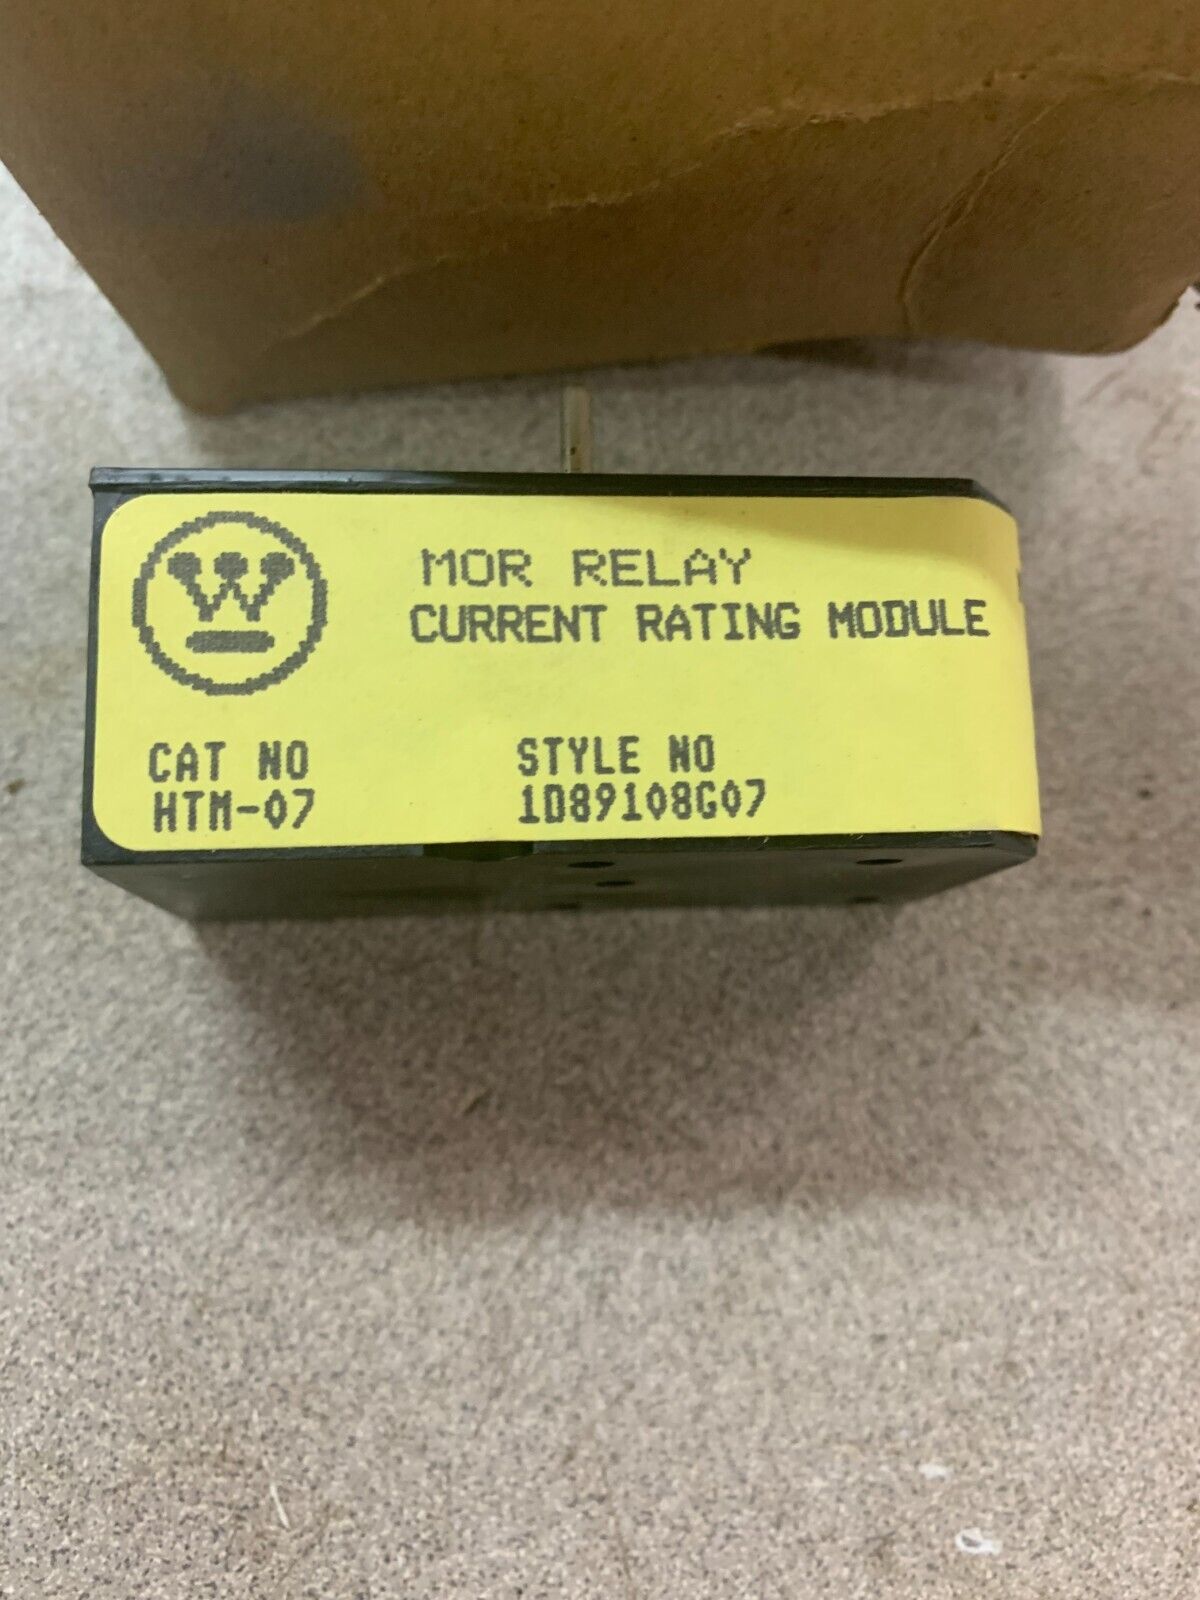 W
MOR RELAY
CURRENT RATING MODULE
CAT NO
HTM-07
STYLE NO
1D89108G07